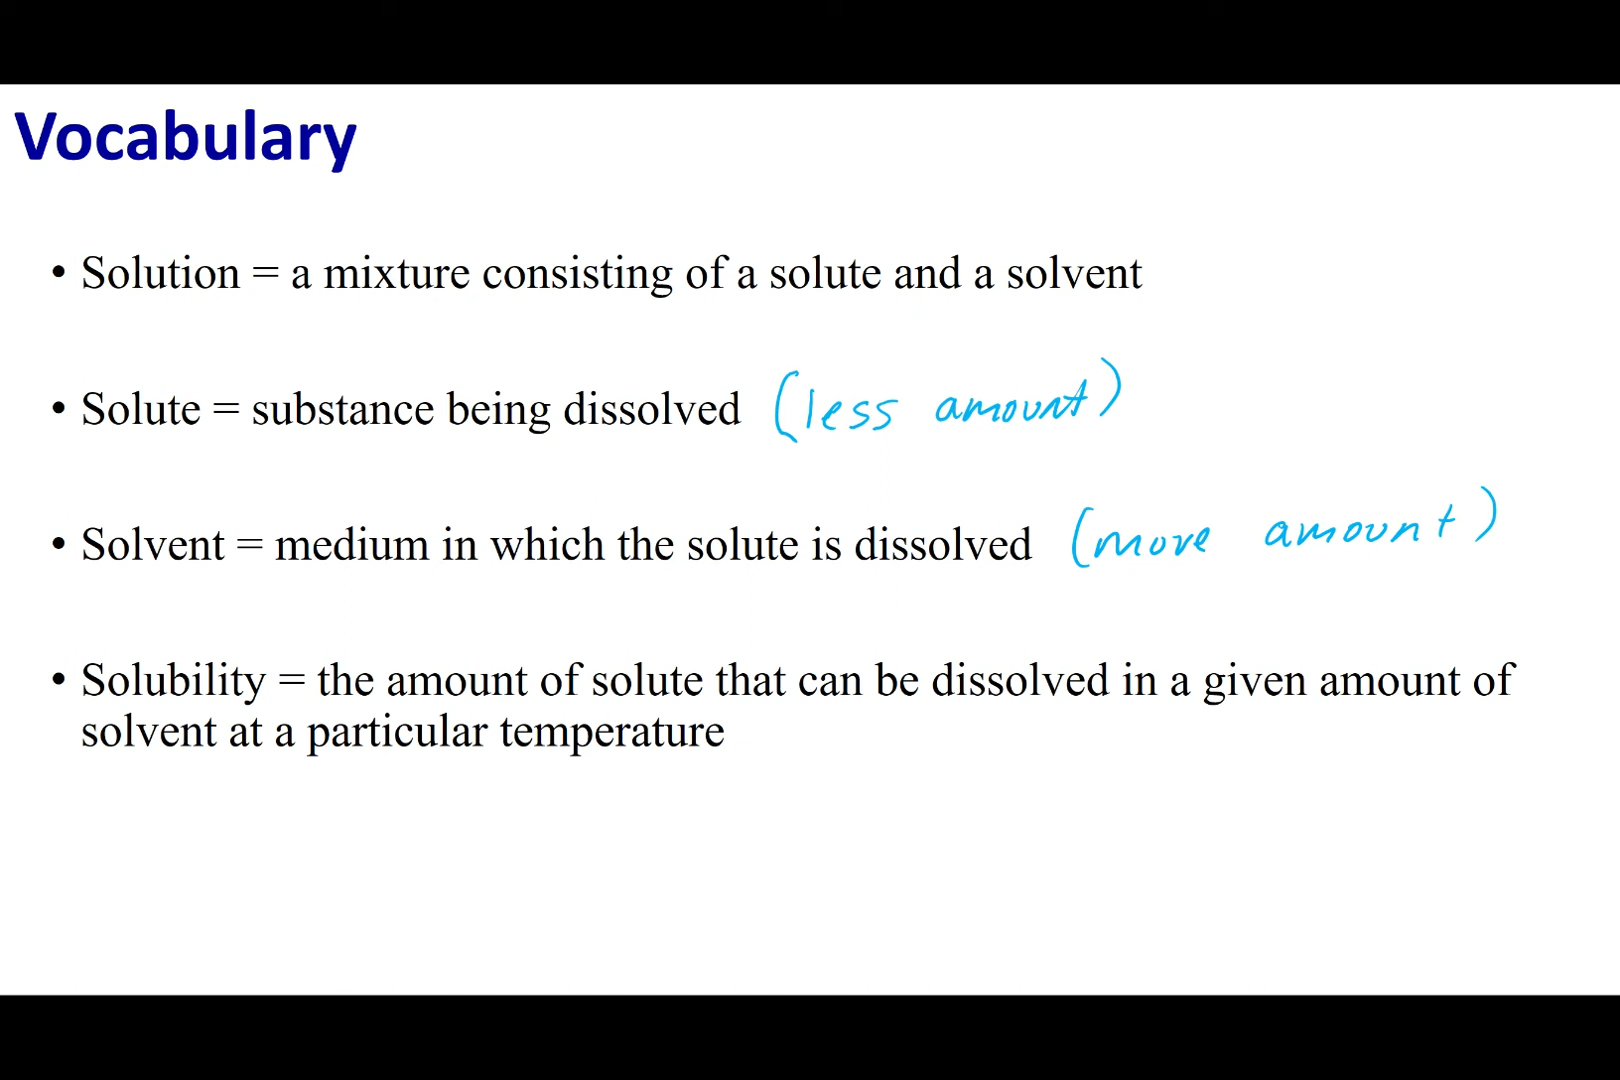 Vocabulary
• Solution = a mixture consisting of a solute and a solvent
• Solute = substance being dissolved (less amount)
• Solvent = medium in which the solute is dissolved (more amount)
• Solubility = the amount of solute that can be dissolved in a given amount of
solvent at a particular temperature